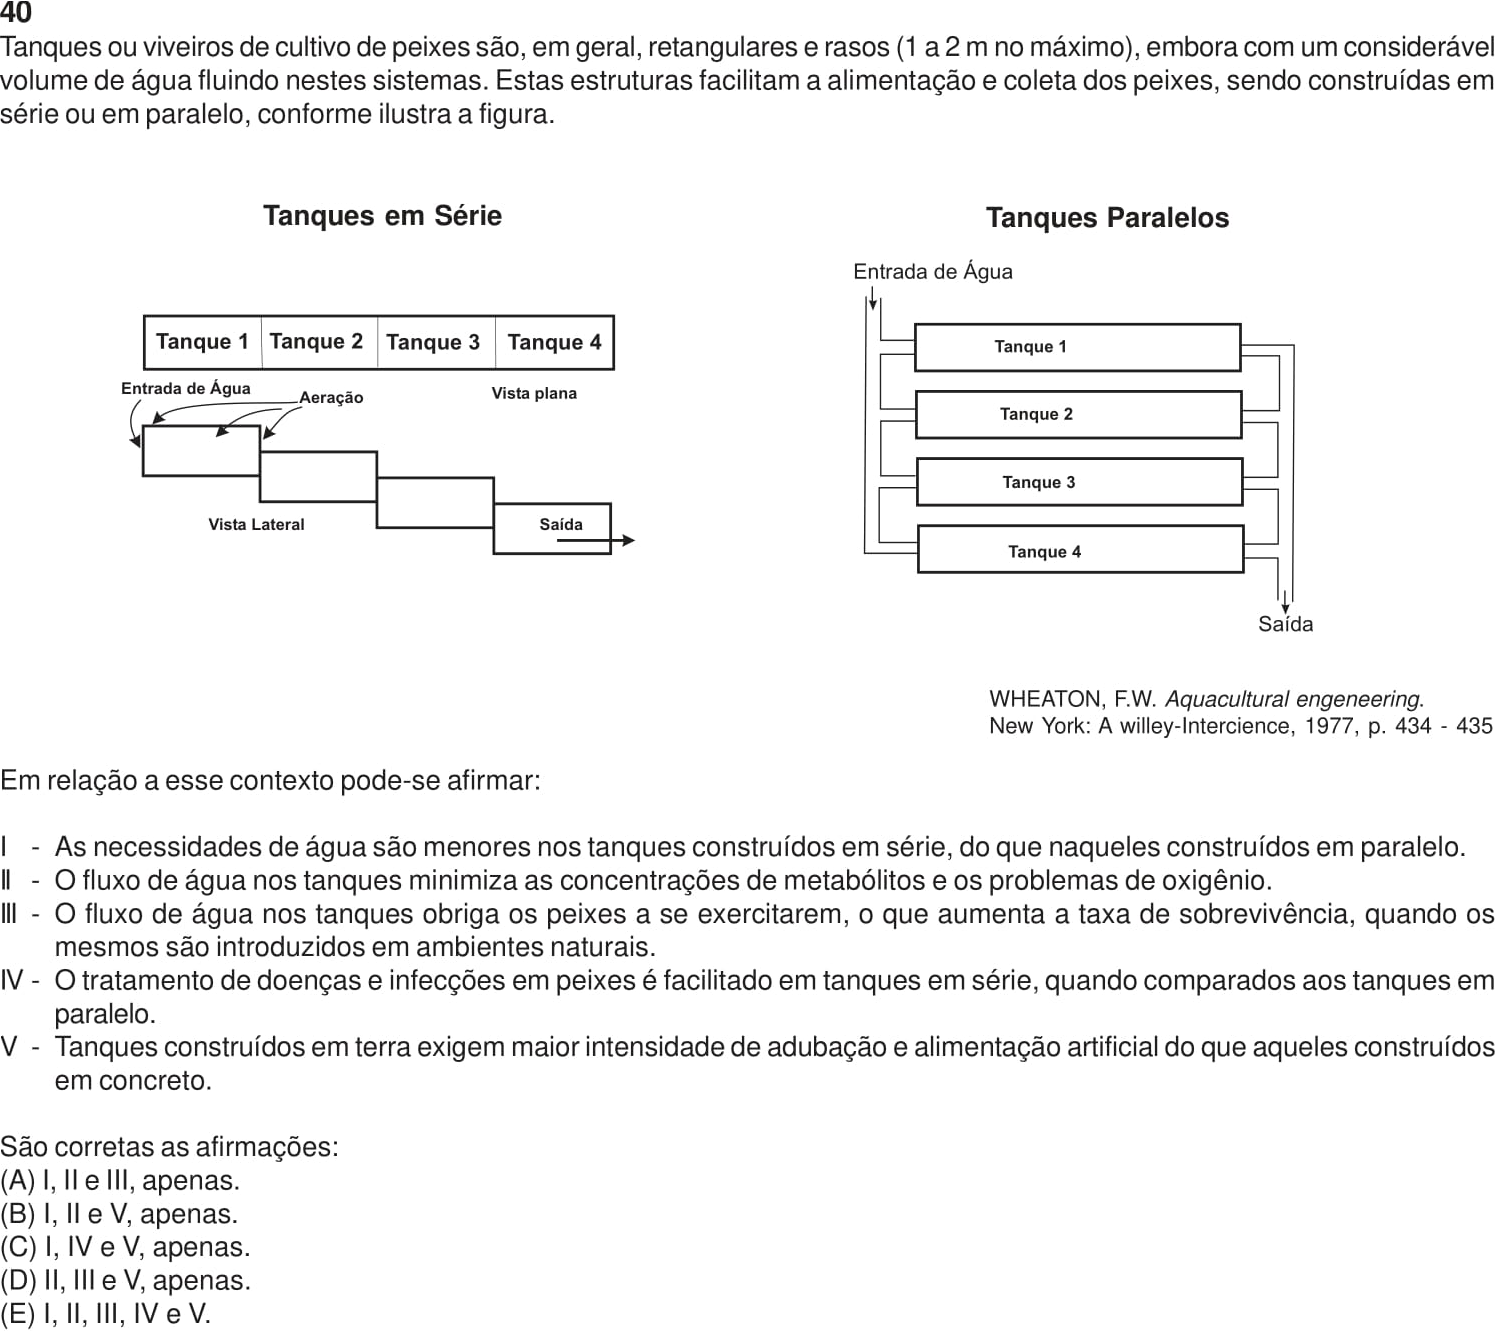 40
Tanques ou viveiros de cultivo de peixes são, em geral, retangulares e rasos (1 a 2 m no máximo), embora com um considerável
volume de água fluindo nestes sistemas. Estas estruturas facilitam a alimentação e coleta dos peixes, sendo construídas em
série ou em paralelo, conforme ilustra a figura.
Tanques em Série
Tanque 1 Tanque 2 Tanque 3 Tanque 4
Entrada de Água
Aeração
Vista plana
Vista Lateral
Saída
Tanques Paralelos
Entrada de Água
Tanque 1
Tanque 2
Tanque 3
Tanque 4
Saída
WHEATON, F.W. Aquacultural engeneering.
New York: A willey-Intercience, 1977, p. 434 - 435
Em relação a esse contexto pode-se afirmar:
I - As necessidades de água são menores nos tanques construídos em série, do que naqueles construídos em paralelo.
II - O fluxo de água nos tanques minimiza as concentrações de metabólitos e os problemas de oxigênio.
III - O fluxo de água nos tanques obriga os peixes a se exercitarem, o que aumenta a taxa de sobrevivência, quando os
mesmos são introduzidos em ambientes naturais.
IV - O tratamento de doenças e infecções em peixes é facilitado em tanques em série, quando comparados aos tanques em
paralelo.
V - Tanques construídos em terra exigem maior intensidade de adubação e alimentação artificial do que aqueles construídos
em concreto.
São corretas as afirmações:
(A) I, II e III, apenas.
(B) I, II e V, apenas.
(C) I, IV e V, apenas.
(D) II, III e V, apenas.
(E) I, II, III, IV e V.